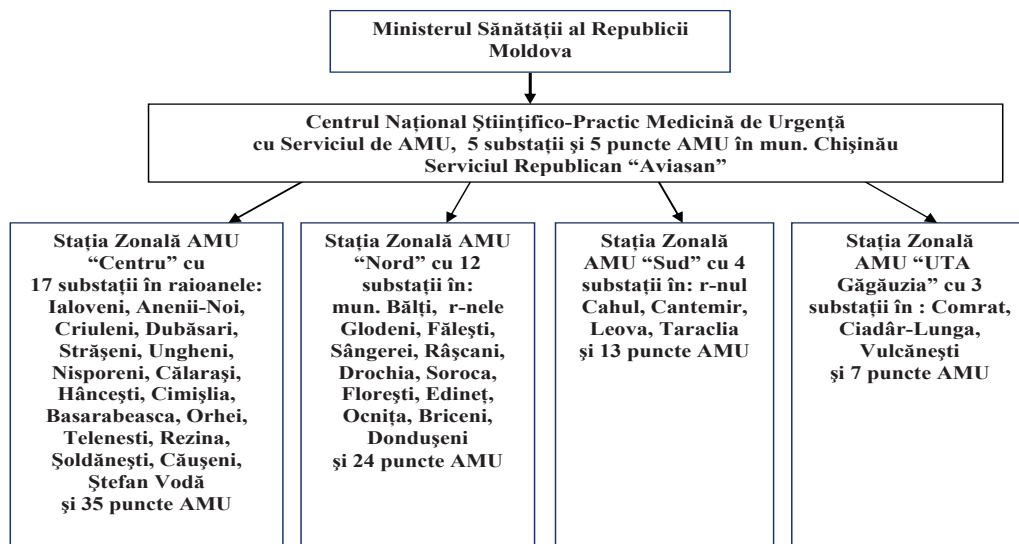 Ministerul Sănătăţii al Republicii
Moldova
Centrul Naţional Ştiinţifico-Practic Medicină de Urgenţă
cu Serviciul de AMU, 5 substaţii şi 5 puncte AMU în mun. Chişinău
Serviciul Republican “Aviasan”
Staţia Zonală AMU
“Centru” cu
17 substaţii în raioanele:
Ialoveni, Anenii-Noi,
Criuleni, Dubăsari,
Străşeni, Ungheni,
Nisporeni, Călaraşi,
Hânceşti, Cimişlia,
Basarabeasca, Orhei,
Telenesti, Rezina,
Şoldăneşti, Căuşeni,
Ştefan Vodă
şi 35 puncte AMU
Staţia Zonală AMU
“Nord” cu 12
substaţii în:
mun. Bălţi, r-nele
Glodeni, Făleşti,
Sângerei, Râşcani,
Drochia, Soroca,
Floreşti, Edineţ,
Ocniţa, Briceni,
Donduşeni
şi 24 puncte AMU
Staţia Zonală
AMU “Sud” cu 4
substaţii în: r-nul
Cahul, Cantemir,
Leova, Taraclia
şi 13 puncte AMU
Staţia Zonală
AMU “UTA
Găgăuzia” cu 3
substaţii în : Comrat,
Ciadâr-Lunga,
Vulcăneşti
şi 7 puncte AMU